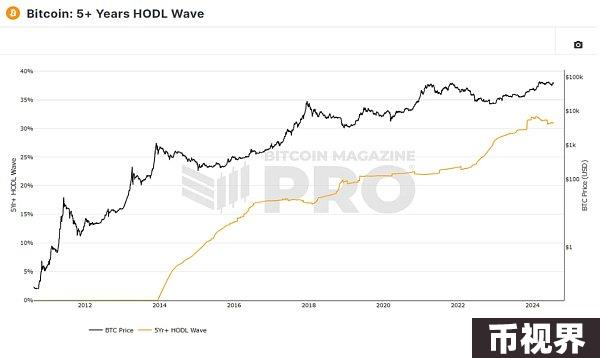 Bitcoin: 5+ Years HODL Wave
40%
35%
30%
25%
20%
15%
10%
5%
0%
5Yr+ HODL Wave
$100k
$10k
$1k
$100
$10
$1
BTC Price (USD)
BITCOIN MAGAZINE
PRO
2012
2014
2016
2018
2020
2022
2024
BTC Price
5Yr+ HODL Wave
币视界